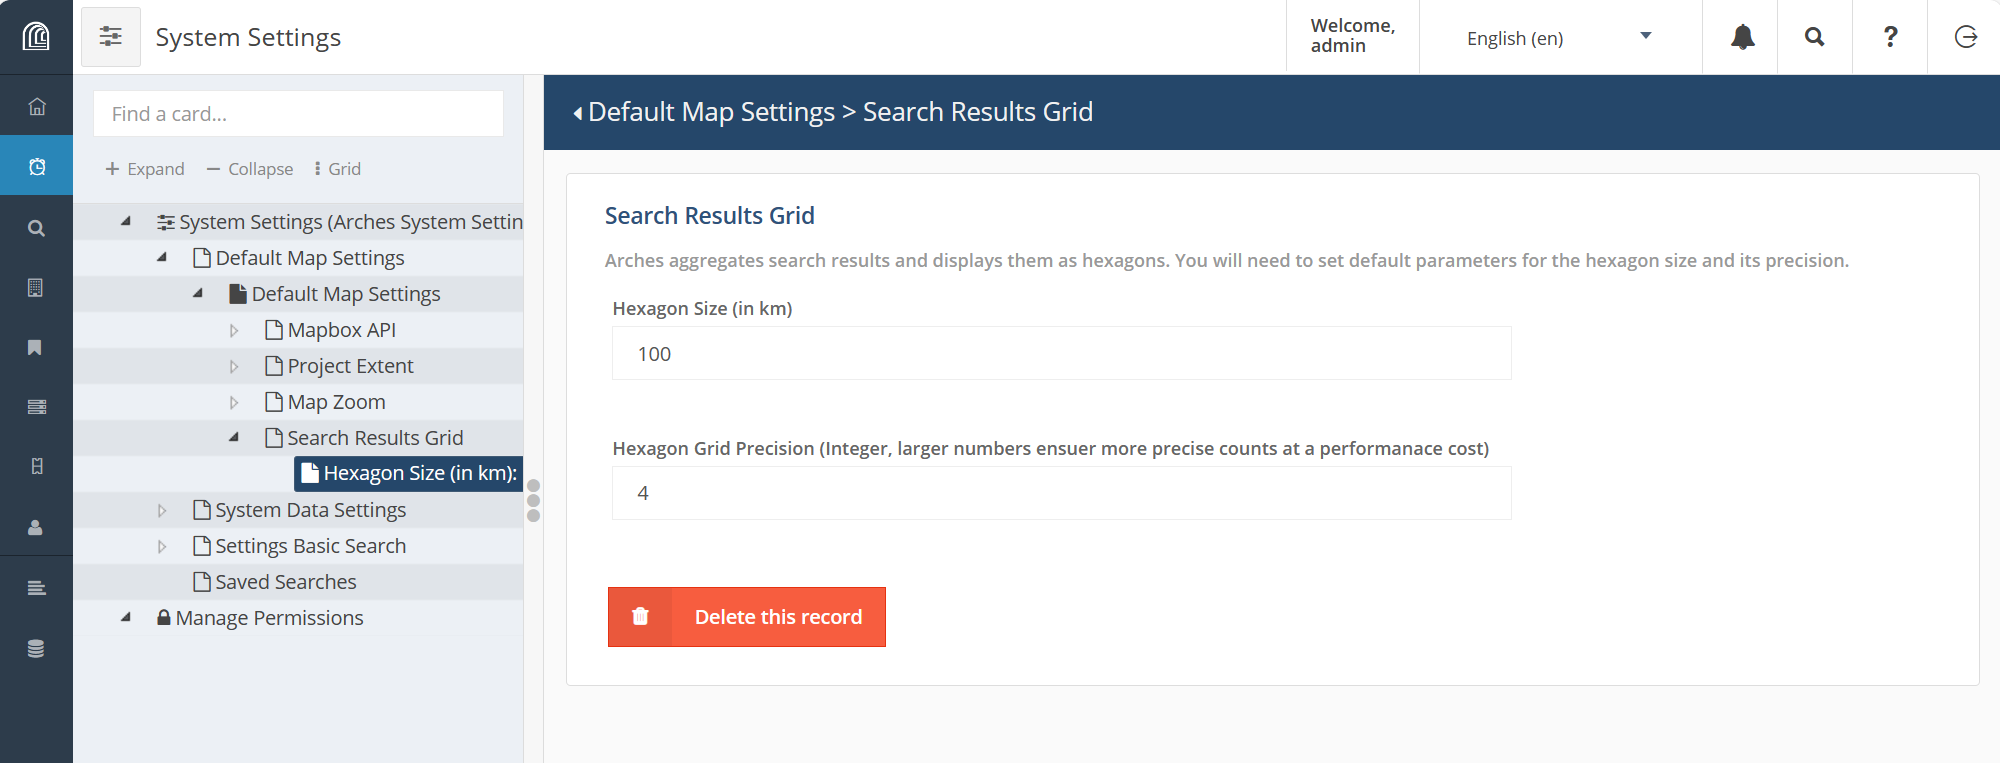 System Settings
Welcome,
admin
English (en)
?
Find a card...
Expand
Collapse
Grid
System Settings (Arches System Settin
Default Map Settings
Default Map Settings
Mapbox API
Project Extent
Map Zoom
Search Results Grid
Hexagon Size (in km):
System Data Settings
Settings Basic Search
Saved Searches
Manage Permissions
Default Map Settings > Search Results Grid
Search Results Grid
Arches aggregates search results and displays them as hexagons. You will need to set default parameters for the hexagon size and its precision.
Hexagon Size (in km)
100
Hexagon Grid Precision (Integer, larger numbers ensuer more precise counts at a performanace cost)
4
Delete this record